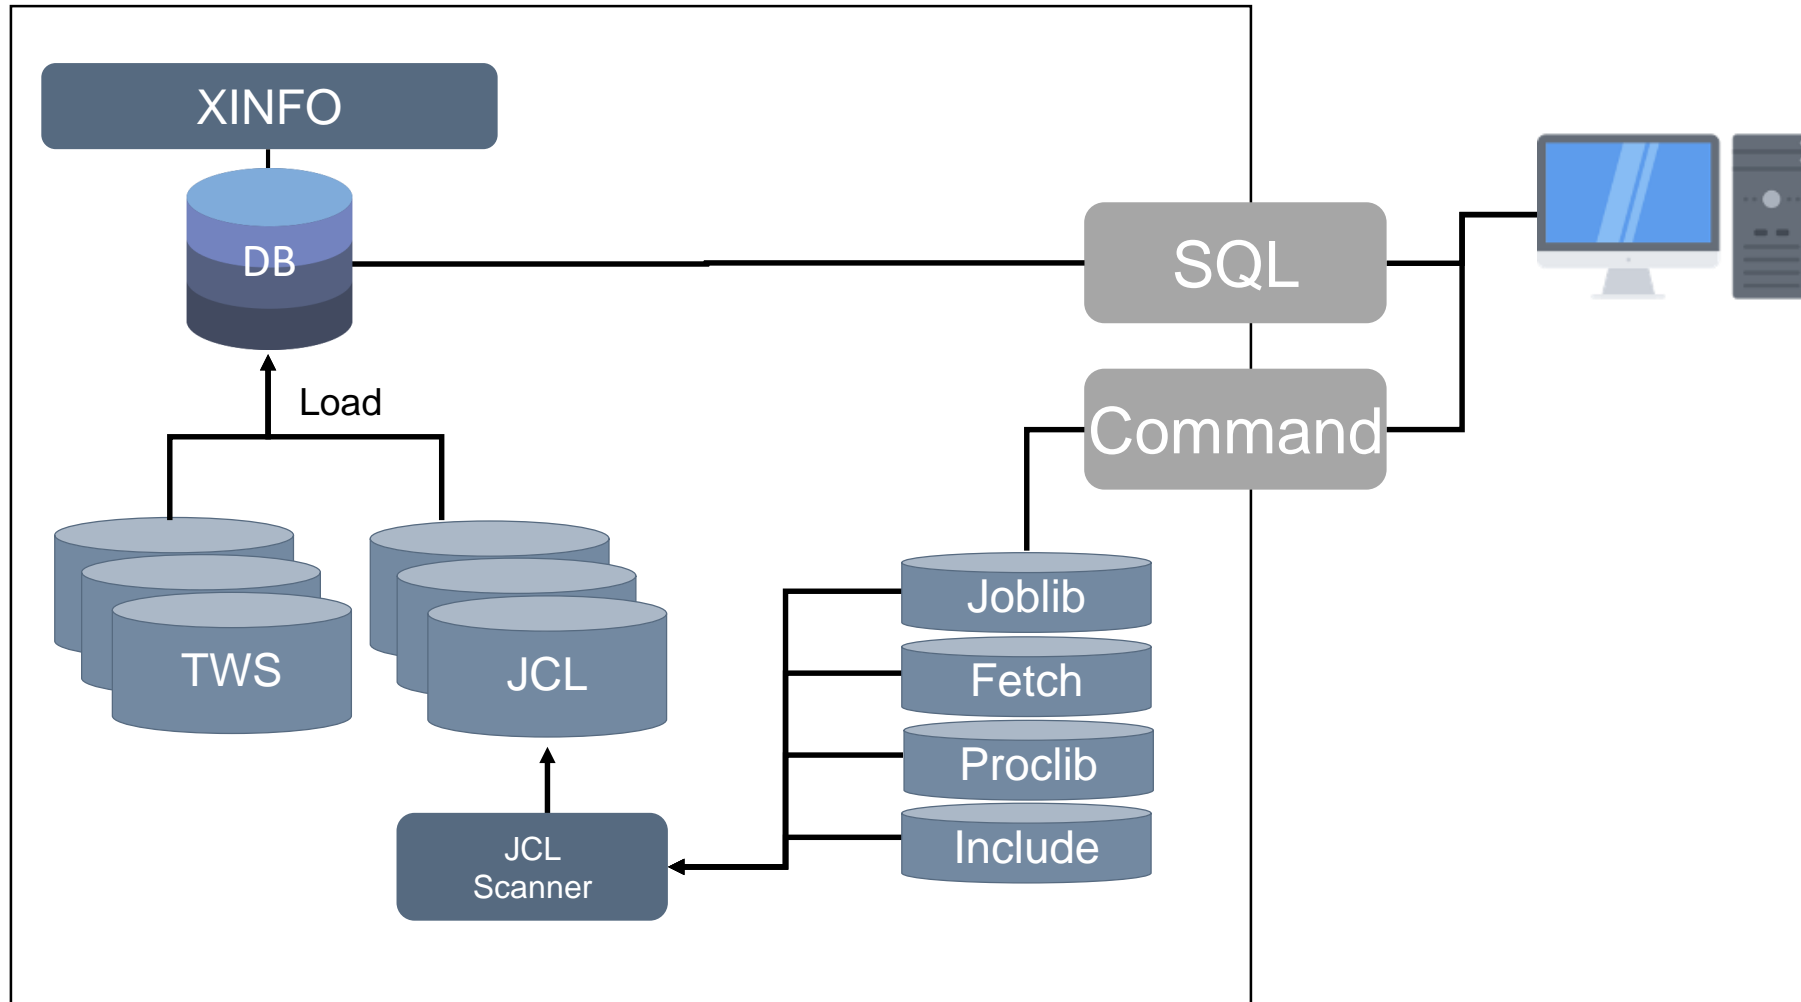 XINFO
DB
SQL
Load
Command
TWS
JCL
Joblib
Fetch
Proclib
Include
JCL
Scanner